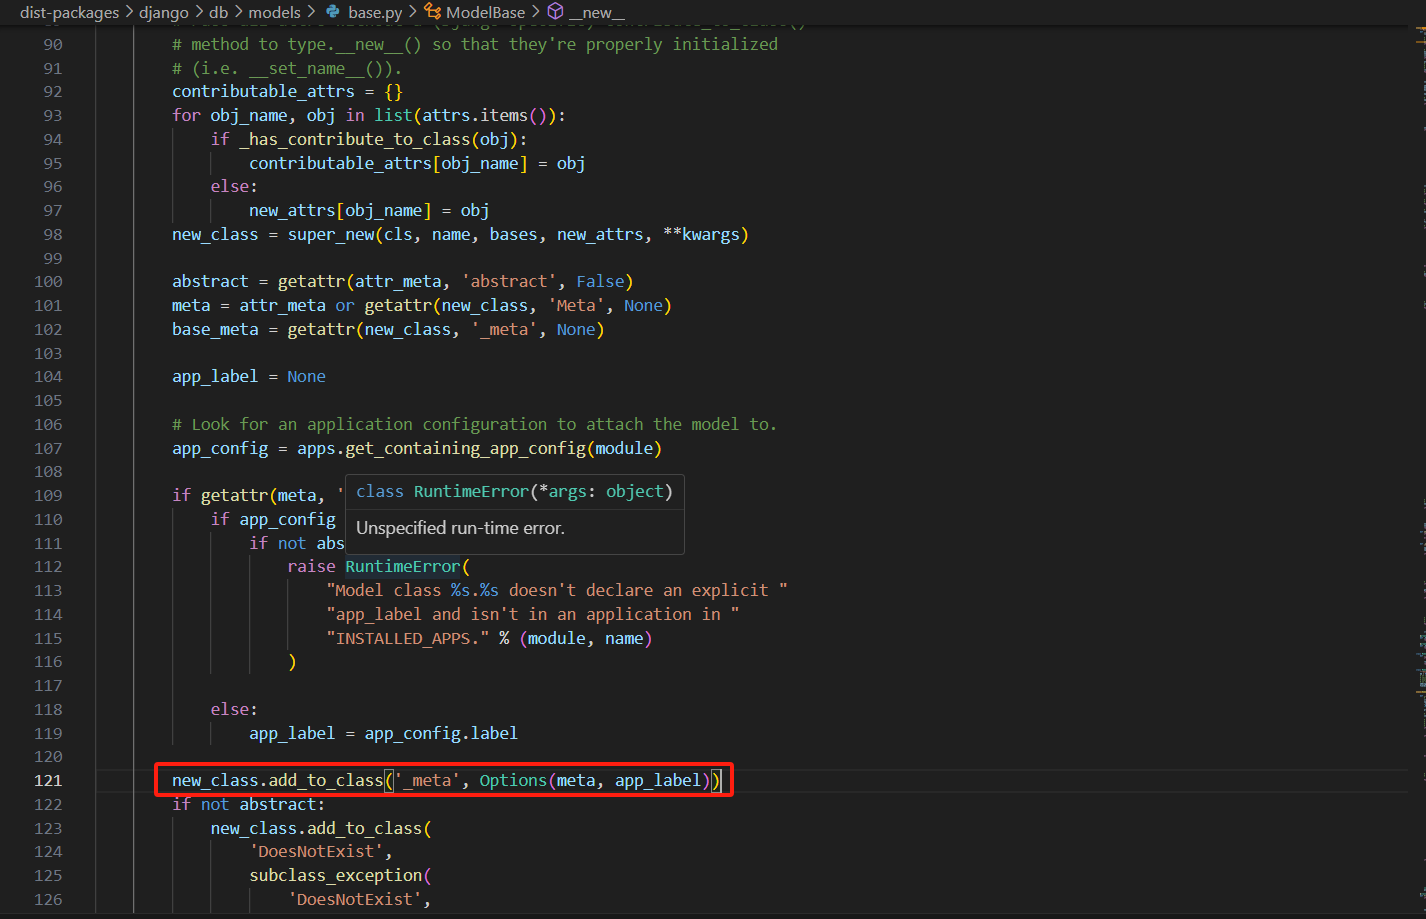 dist-packages > django > db > models > base.py > ModelBase > __new__
90 # method to type.__new__() so that they're properly initialized
91 # (i.e. __set_name__()).
92 contributable_attrs = {}
93 for obj_name, obj in list(attrs.items()):
94 if _has_contribute_to_class(obj):
95 contributable_attrs[obj_name] = obj
96 else:
97 new_attrs[obj_name] = obj
98 new_class = super_new(cls, name, bases, new_attrs, **kwargs)
99
100 abstract = getattr(attr_meta, 'abstract', False)
101 meta = attr_meta or getattr(new_class, 'Meta', None)
102 base_meta = getattr(new_class, '_meta', None)
103
104 app_label = None
105
106 # Look for an application configuration to attach the model to.
107 app_config = apps.get_containing_app_config(module)
108
109 if getattr(meta, '
class RuntimeError(*args: object)
110 if app_config
Unspecified run-time error.
111 if not abs
112 raise RuntimeError(
113 "Model class %s.%s doesn't declare an explicit "
114 "app_label and isn't in an application in "
115 "INSTALLED_APPS." % (module, name)
116 )
117
118 else:
119 app_label = app_config.label
120
121 new_class.add_to_class('_meta', Options(meta, app_label))
122 if not abstract:
123 new_class.add_to_class(
124 'DoesNotExist',
125 subclass_exception(
126 'DoesNotExist',